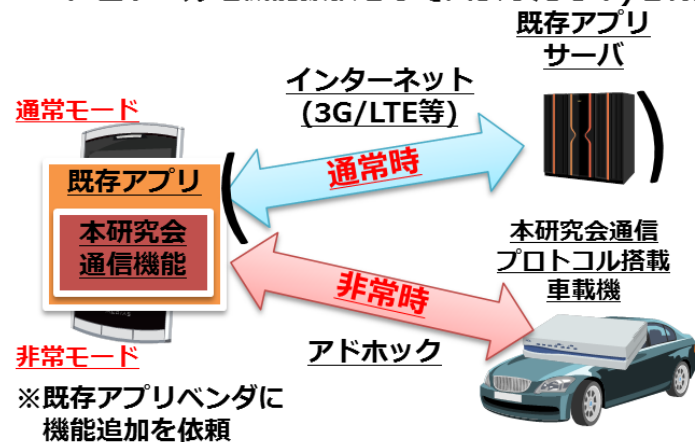 既存アプリ
サーバ
インターネット
(3G/LTE等)
通常モード
通常時
既存アプリ
本研究会
通信機能
本研究会通信
プロトコル搭載
車載機
非常時
アドホック
非常モード
※既存アプリベンダに
機能追加を依頼